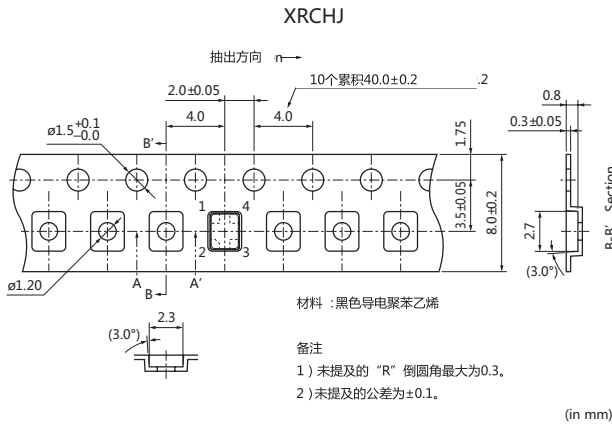 XRCHJ
抽出方向 n
10个累积40.0±0.2 .2
2.0±0.05
0.8
4.0
4.0
0.3±0.05
ø1.5+0.1
−0.0
B'
1.75
1
4
3.5±0.05
8.0±0.2
2.7
B-B' Section
2
3
(3.0°)
ø1.20
A
A'
B
材料 :黑色导电聚苯乙烯
2.3
(3.0°)
备注
1 ) 未提及的“R”倒圆角最大为0.3。
2 ) 未提及的公差为±0.1。
(in mm)